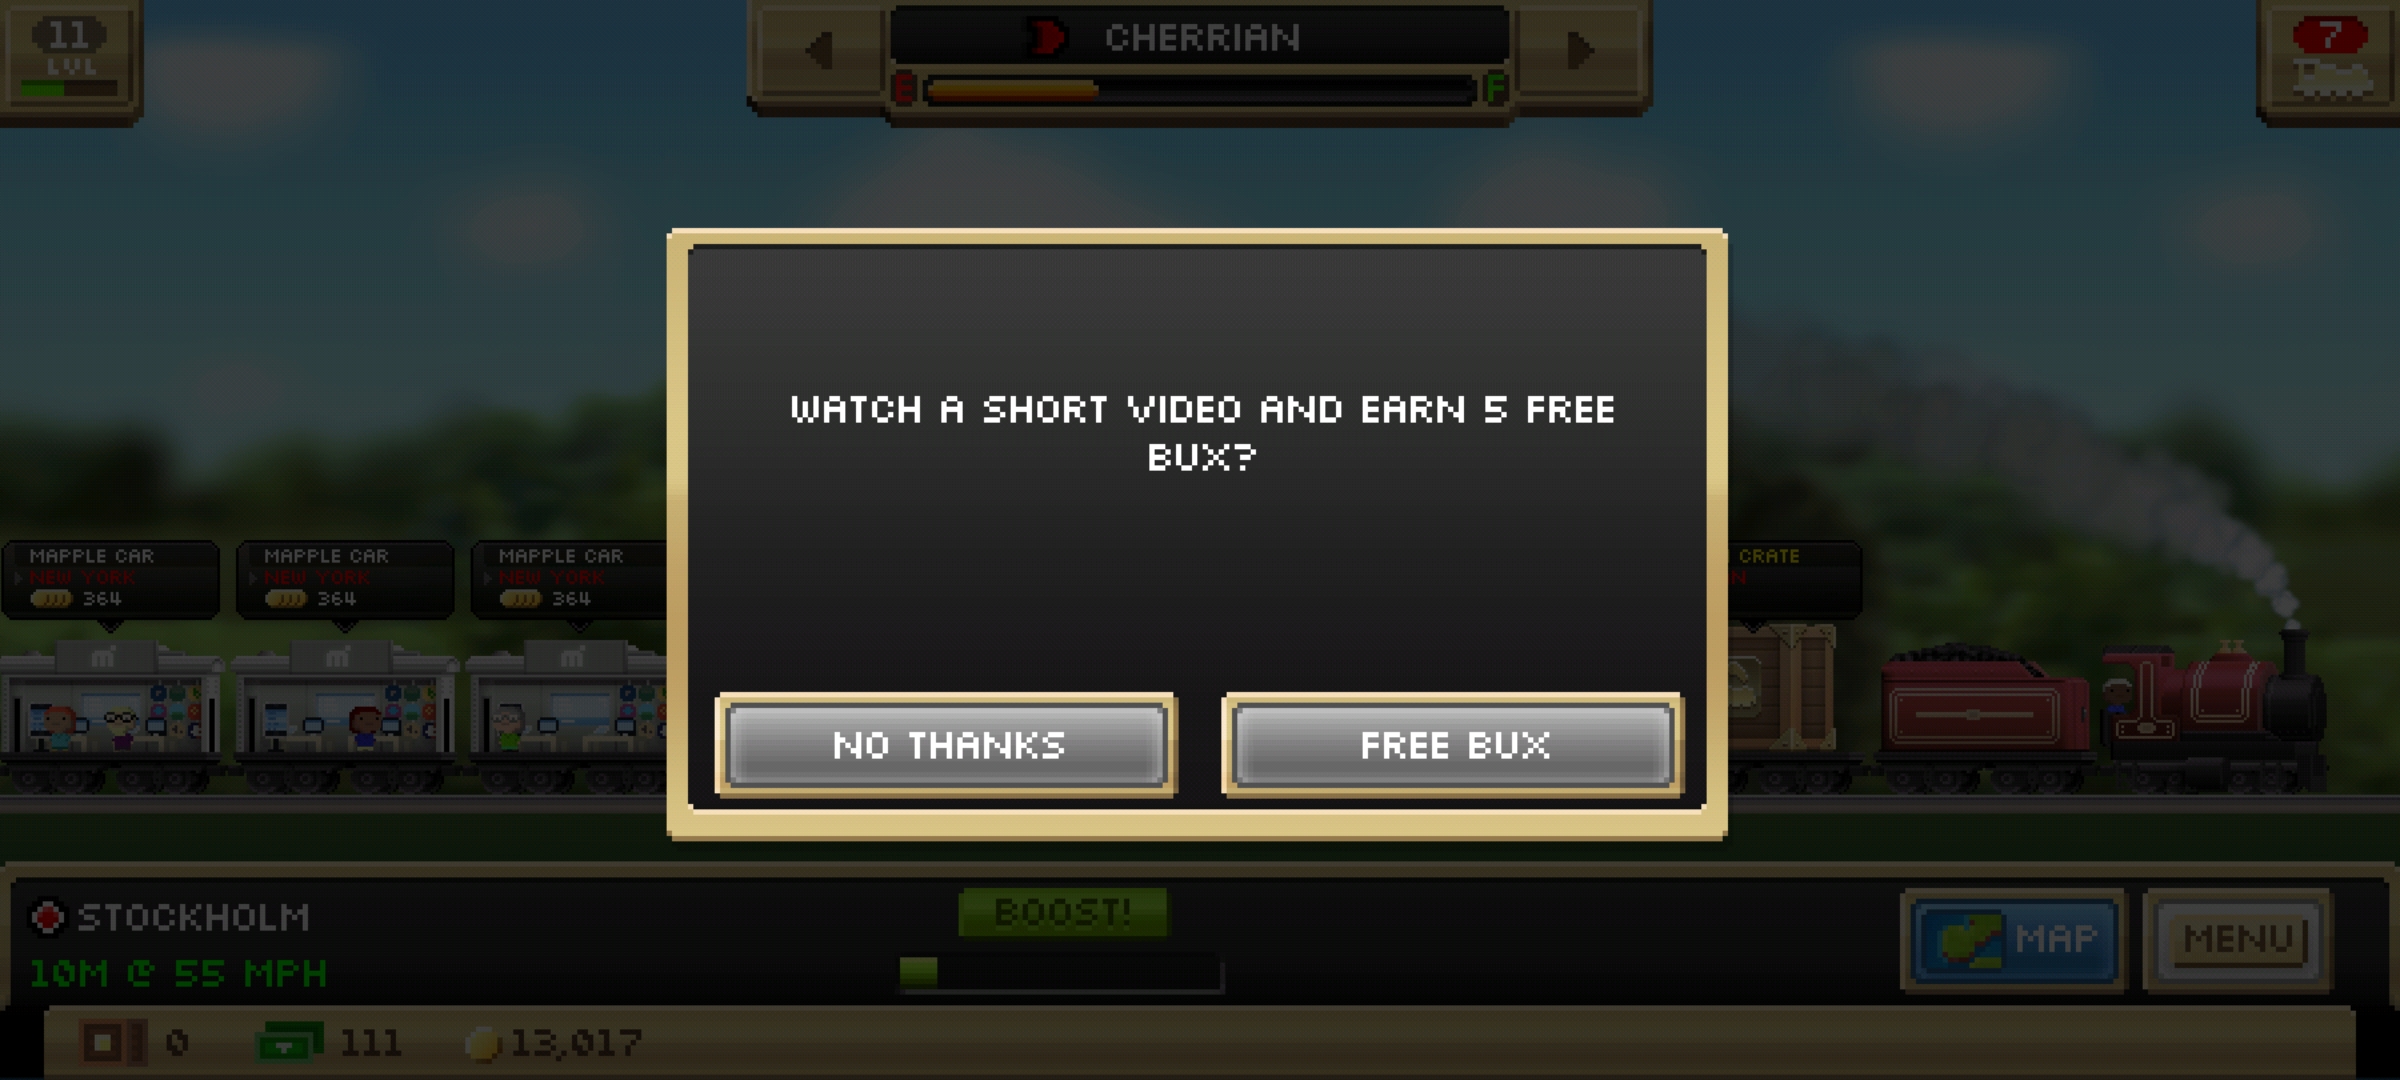 11
LVL
CHERRIAN
E
F
7
WATCH A SHORT VIDEO AND EARN 5 FREE
BUX?
NO THANKS
FREE BUX
MAPPLE CAR
NEW YORK
364
MAPPLE CAR
NEW YORK
364
MAPPLE CAR
NEW YORK
364
CRATE
m
m
m
STOCKHOLM
10M @ 55 MPH
BOOST!
MAP
MENU
0
111
13,017